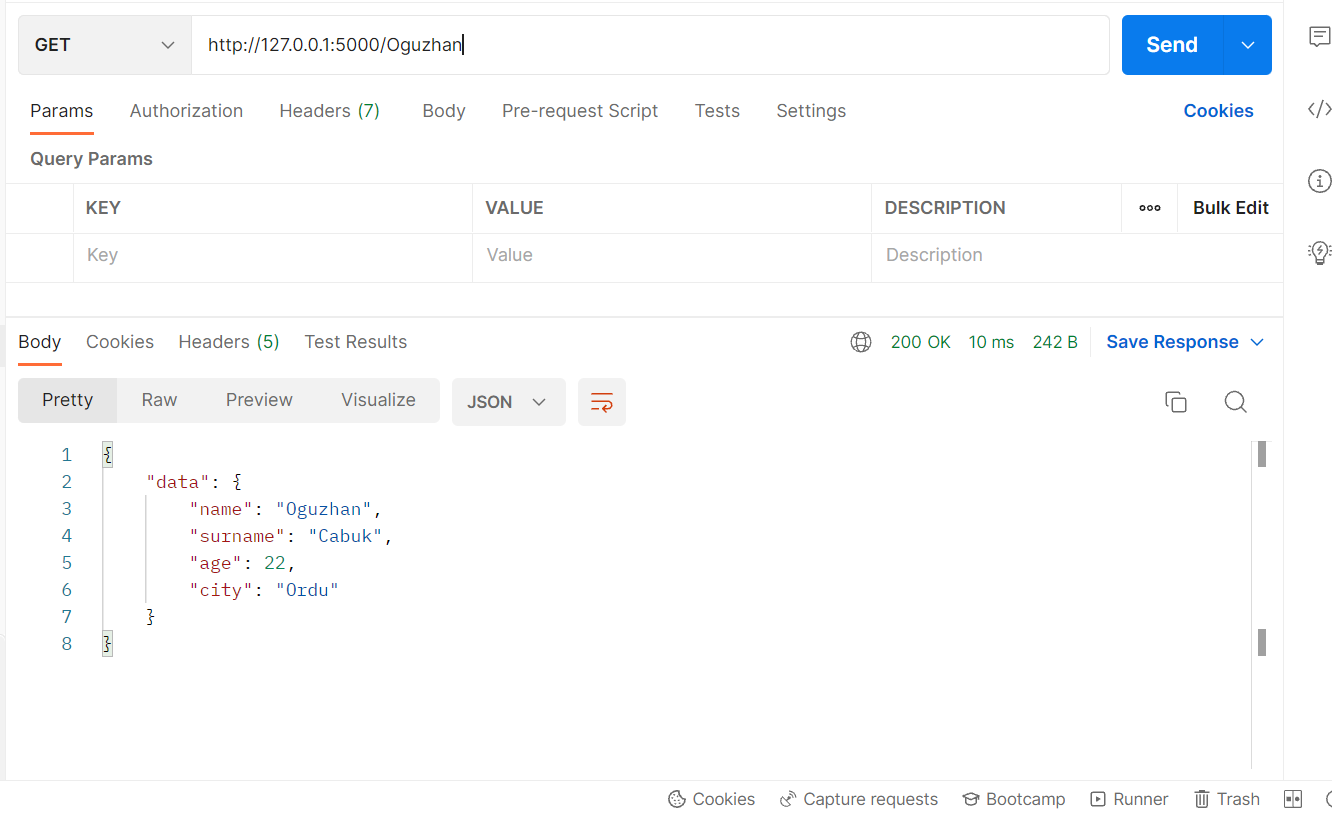 GET http://127.0.0.1:5000/Oguzhan Send
Params Authorization Headers (7) Body Pre-request Script Tests Settings Cookies
Query Params
KEY VALUE DESCRIPTION ooo Bulk Edit
Key Value Description
Body Cookies Headers (5) Test Results 200 OK 10 ms 242 B Save Response
Pretty Raw Preview Visualize JSON
1 {
2 "data": {
3 "name": "Oguzhan",
4 "surname": "Cabuk",
5 "age": 22,
6 "city": "Ordu"
7 }
8 }
Cookies Capture requests Bootcamp Runner Trash